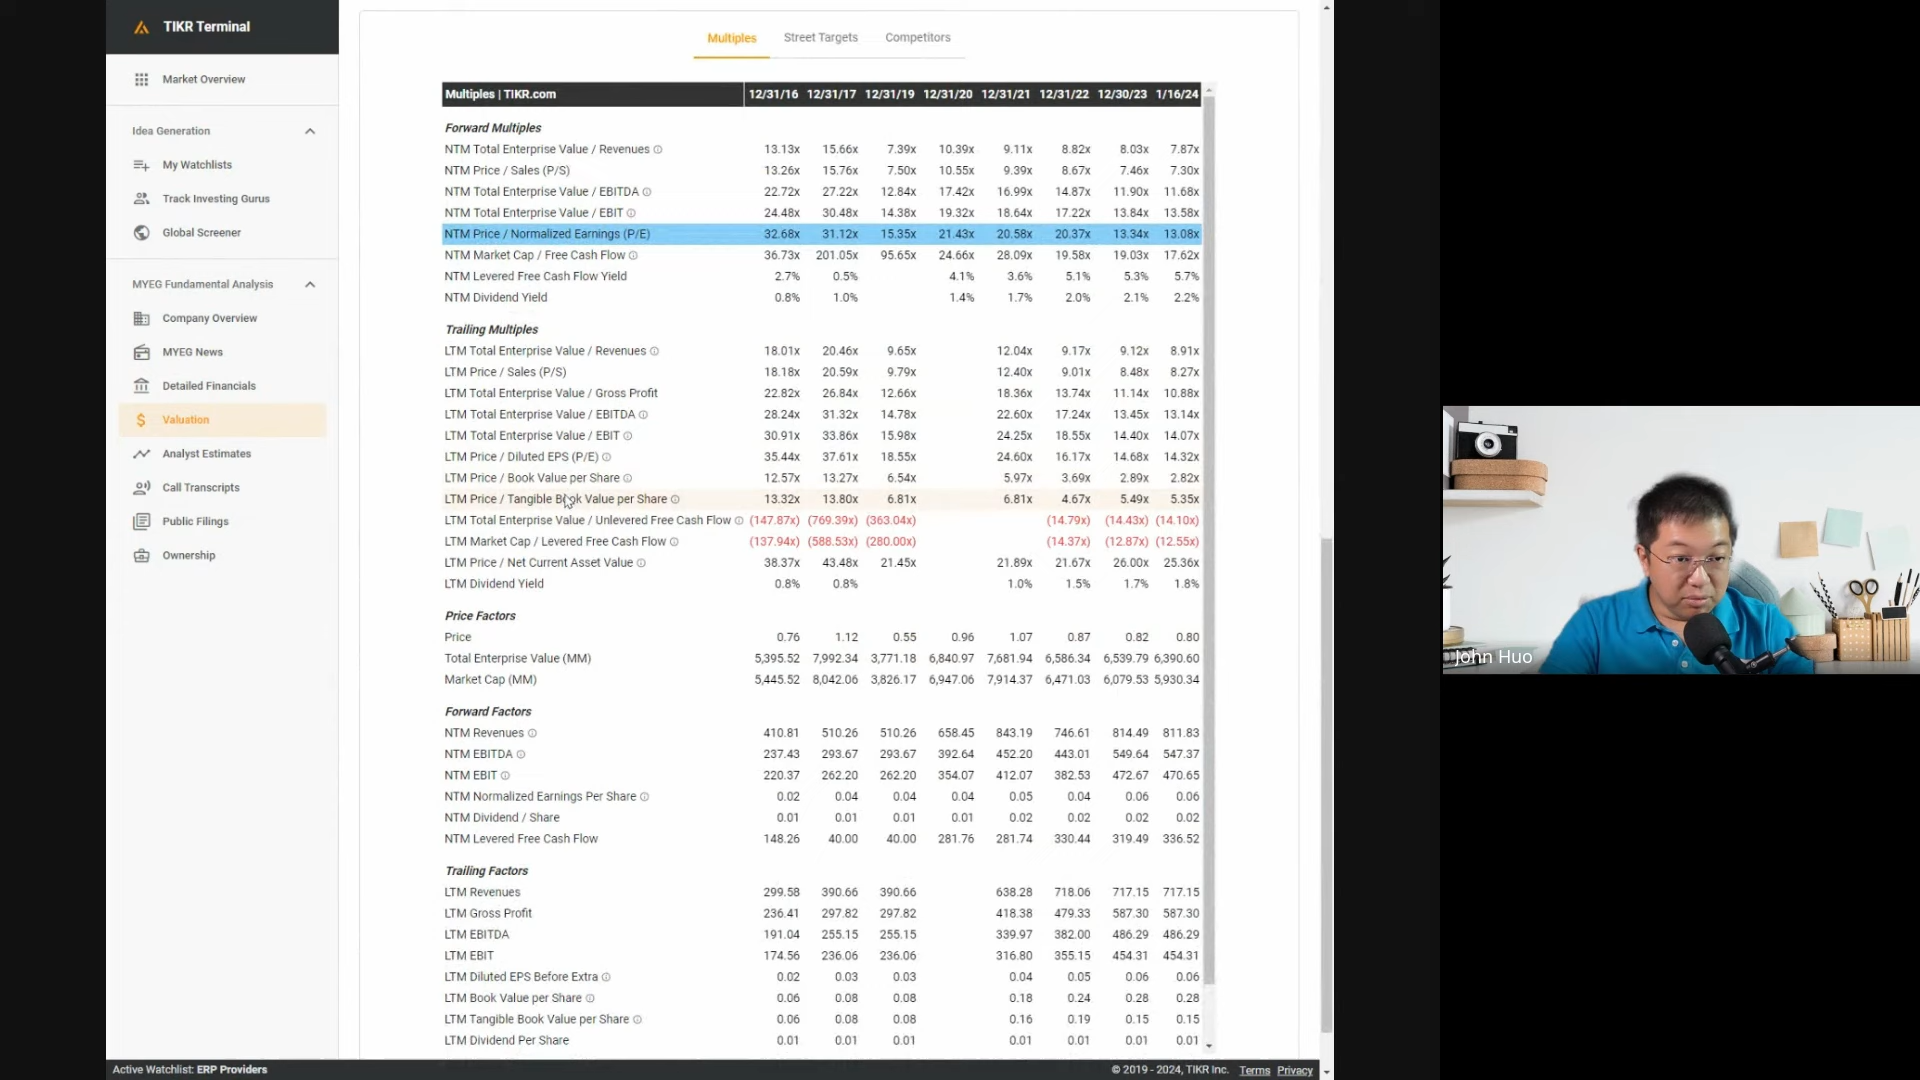 TIKR Terminal
Market Overview
Idea Generation
My Watchlists
Track Investing Gurus
Global Screener
MYEG Fundamental Analysis
Company Overview
MYEG News
Detailed Financials
Valuation
Analyst Estimates
Call Transcripts
Public Filings
Ownership
Multiples Street Targets Competitors
Multiples | TIKR.com 12/31/16 12/31/17 12/31/19 12/31/20 12/31/21 12/31/22 12/30/23 1/16/24
Forward Multiples
NTM Total Enterprise Value / Revenues 13.13x 15.66x 7.39x 10.39x 9.11x 8.82x 8.03x 7.87x
NTM Price / Sales (P/S) 13.26x 15.76x 7.50x 10.55x 9.39x 8.67x 7.46x 7.30x
NTM Total Enterprise Value / EBITDA 22.72x 27.22x 12.84x 17.42x 16.99x 14.87x 11.90x 11.68x
NTM Total Enterprise Value / EBIT 24.48x 30.48x 14.38x 19.32x 18.64x 17.22x 13.84x 13.58x
NTM Price / Normalized Earnings (P/E) 32.68x 31.12x 15.35x 21.43x 20.58x 20.37x 13.34x 13.08x
NTM Market Cap / Free Cash Flow 36.73x 201.05x 95.65x 24.66x 28.09x 19.58x 19.03x 17.62x
NTM Levered Free Cash Flow Yield 2.7% 0.5% 4.1% 3.6% 5.1% 5.3% 5.7%
NTM Dividend Yield 0.8% 1.0% 1.4% 1.7% 2.0% 2.1% 2.2%
Trailing Multiples
LTM Total Enterprise Value / Revenues 18.01x 20.46x 9.65x 12.04x 9.17x 9.12x 8.91x
LTM Price / Sales (P/S) 18.18x 20.59x 9.79x 12.40x 9.01x 8.48x 8.27x
LTM Total Enterprise Value / Gross Profit 22.82x 26.84x 12.66x 18.36x 13.74x 11.14x 10.88x
LTM Total Enterprise Value / EBITDA 28.24x 31.32x 14.78x 22.60x 17.24x 13.45x 13.14x
LTM Total Enterprise Value / EBIT 30.91x 33.86x 15.98x 24.25x 18.55x 14.40x 14.07x
LTM Price / Diluted EPS (P/E) 35.44x 37.61x 18.55x 24.60x 16.17x 14.68x 14.32x
LTM Price / Book Value per Share 12.57x 13.27x 6.54x 5.97x 3.69x 2.89x 2.82x
LTM Price / Tangible Book Value per Share 13.32x 13.80x 6.81x 6.81x 4.67x 5.49x 5.35x
LTM Total Enterprise Value / Unlevered Free Cash Flow (147.87x) (769.39x) (363.04x) (14.79x) (14.43x) (14.10x)
LTM Market Cap / Levered Free Cash Flow (137.94x) (588.53x) (280.00x) (14.37x) (12.87x) (12.55x)
LTM Price / Net Current Asset Value 38.37x 43.48x 21.45x 21.89x 21.67x 26.00x 25.36x
LTM Dividend Yield 0.8% 0.8% 1.0% 1.5% 1.7% 1.8%
Price Factors
Price 0.76 1.12 0.55 0.96 1.07 0.87 0.82 0.80
Total Enterprise Value (MM) 5,395.52 7,992.34 3,771.18 6,840.97 7,681.94 6,586.34 6,539.79 6,390.60
Market Cap (MM) 5,445.52 8,042.06 3,826.17 6,947.06 7,914.37 6,471.03 6,079.53 5,930.34
Forward Factors
NTM Revenues 410.81 510.26 510.26 658.45 843.19 746.61 814.49 811.83
NTM EBITDA 237.43 293.67 293.67 392.64 452.20 443.01 549.64 547.37
NTM EBIT 220.37 262.20 262.20 354.07 412.07 382.53 472.67 470.65
NTM Normalized Earnings Per Share 0.02 0.04 0.04 0.04 0.05 0.04 0.06 0.06
NTM Dividend / Share 0.01 0.01 0.01 0.01 0.02 0.02 0.02 0.02
NTM Levered Free Cash Flow 148.26 40.00 40.00 281.76 281.74 330.44 319.49 336.52
Trailing Factors
LTM Revenues 299.58 390.66 390.66 638.28 718.06 717.15 717.15
LTM Gross Profit 236.41 297.82 297.82 418.38 479.33 587.30 587.30
LTM EBITDA 191.04 255.15 255.15 339.97 382.00 486.29 486.29
LTM EBIT 174.56 236.06 236.06 316.80 355.15 454.31 454.31
LTM Diluted EPS Before Extra 0.02 0.03 0.03 0.04 0.05 0.06 0.06
LTM Book Value per Share 0.06 0.08 0.08 0.18 0.24 0.28 0.28
LTM Tangible Book Value per Share 0.06 0.08 0.08 0.16 0.19 0.15 0.15
LTM Dividend Per Share 0.01 0.01 0.01 0.01 0.01 0.01 0.01
Active Watchlist: ERP Providers © 2019 - 2024, TIKR Inc. Terms Privacy
John Huo